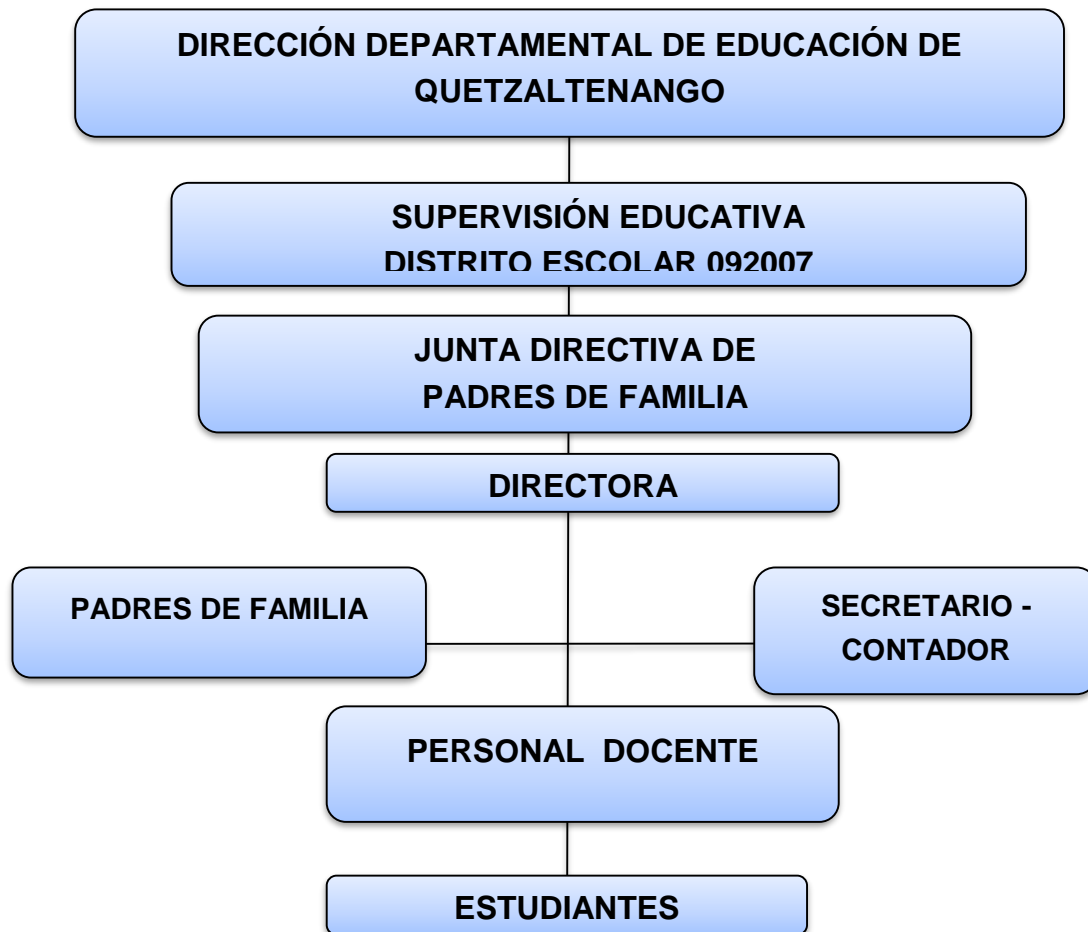 DIRECCIÓN DEPARTAMENTAL DE EDUCACIÓN DE
QUETZALTENANGO
SUPERVISIÓN EDUCATIVA
DISTRITO ESCOLAR 092007
JUNTA DIRECTIVA DE
PADRES DE FAMILIA
DIRECTORA
PADRES DE FAMILIA
SECRETARIO -
CONTADOR
PERSONAL DOCENTE
ESTUDIANTES